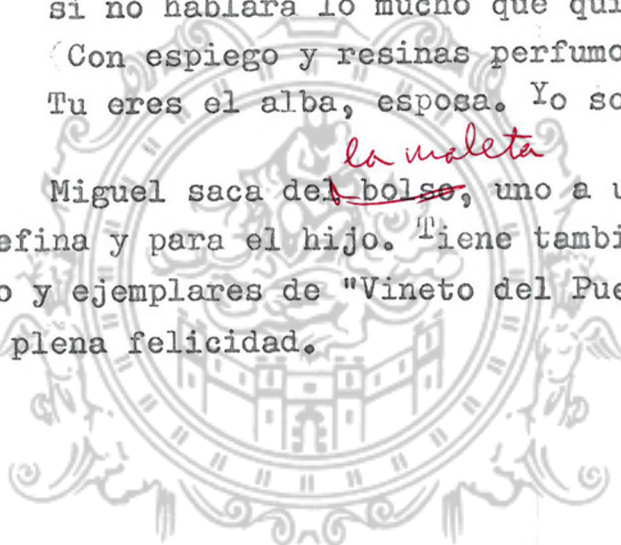 si no hablara lo mucho que qui
Con espiego y resinas perfumo
Tu eres el alba, esposa. Yo so
la maleta
Miguel saca del bolso, uno a u
efina y para el hijo. Tiene tambi
o y ejemplares de "Vineto del Pue
plena felicidad.